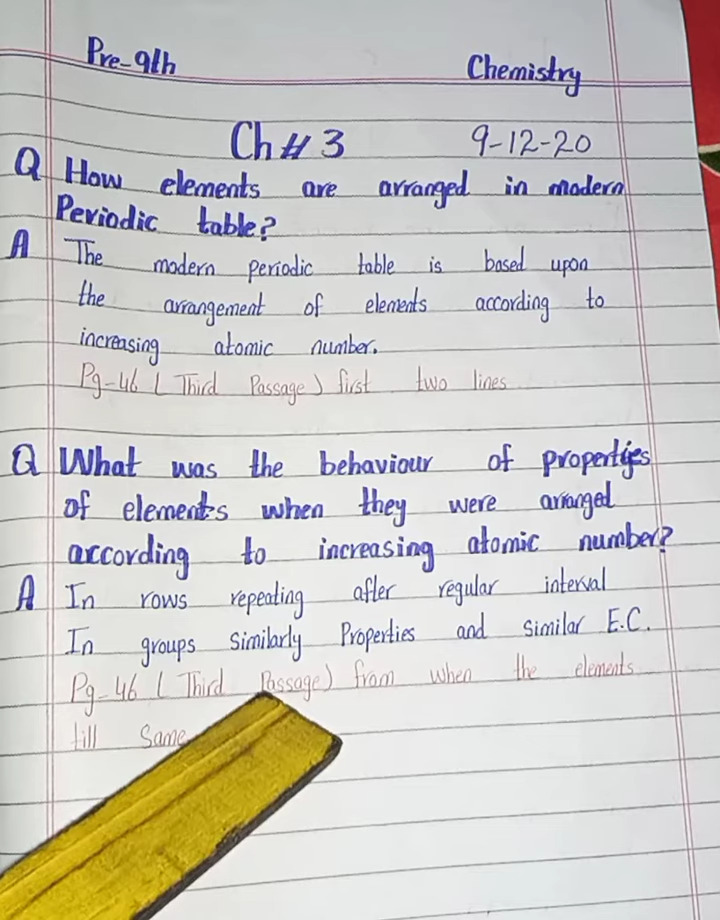 Pre-9th Chemistry
Ch # 3 9-12-20
Q How elements are arranged in modern
Periodic table?
A The modern periodic table is based upon
the arrangement of elements according to
increasing atomic number.
Pg-46 ( Third Passage) first two lines
Q What was the behaviour of properties
of elements when they were arranged
according to increasing atomic number?
A In rows repeating after regular interval
In groups Similarly Properties and similar E.C.
Pg-46 ( Third Passage) from when the elements
till Same